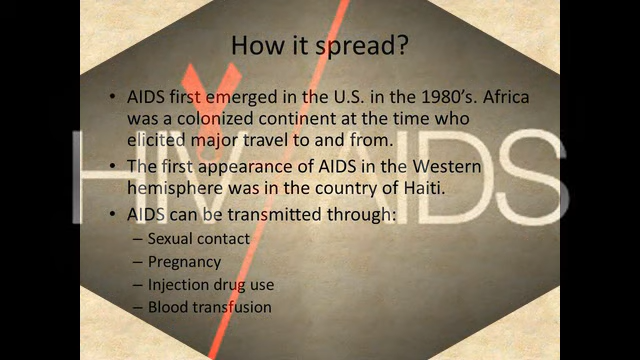 How it spread?
• AIDS first emerged in the U.S. in the 1980's. Africa
was a colonized continent at the time who
elicited major travel to and from.
• The first appearance of AIDS in the Western
hemisphere was in the country of Haiti.
• AIDS can be transmitted through:
– Sexual contact
– Pregnancy
– Injection drug use
– Blood transfusion
HIV AIDS